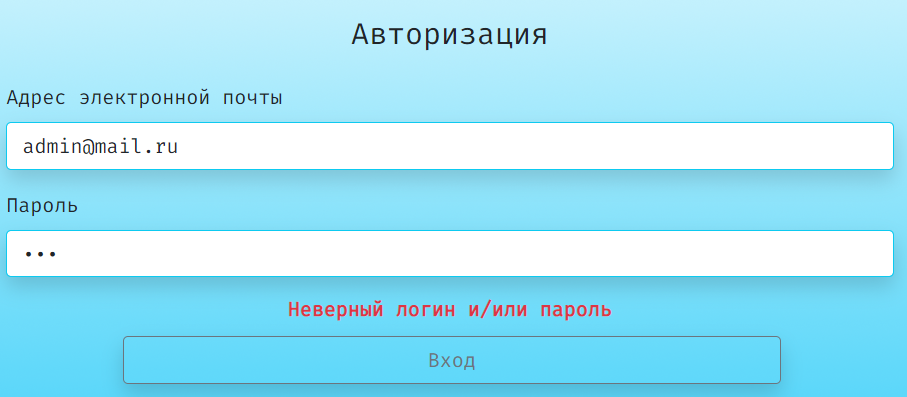 Авторизация
Адрес электронной почты
admin@mail.ru
Пароль
•••
Неверный логин и/или пароль
Вход